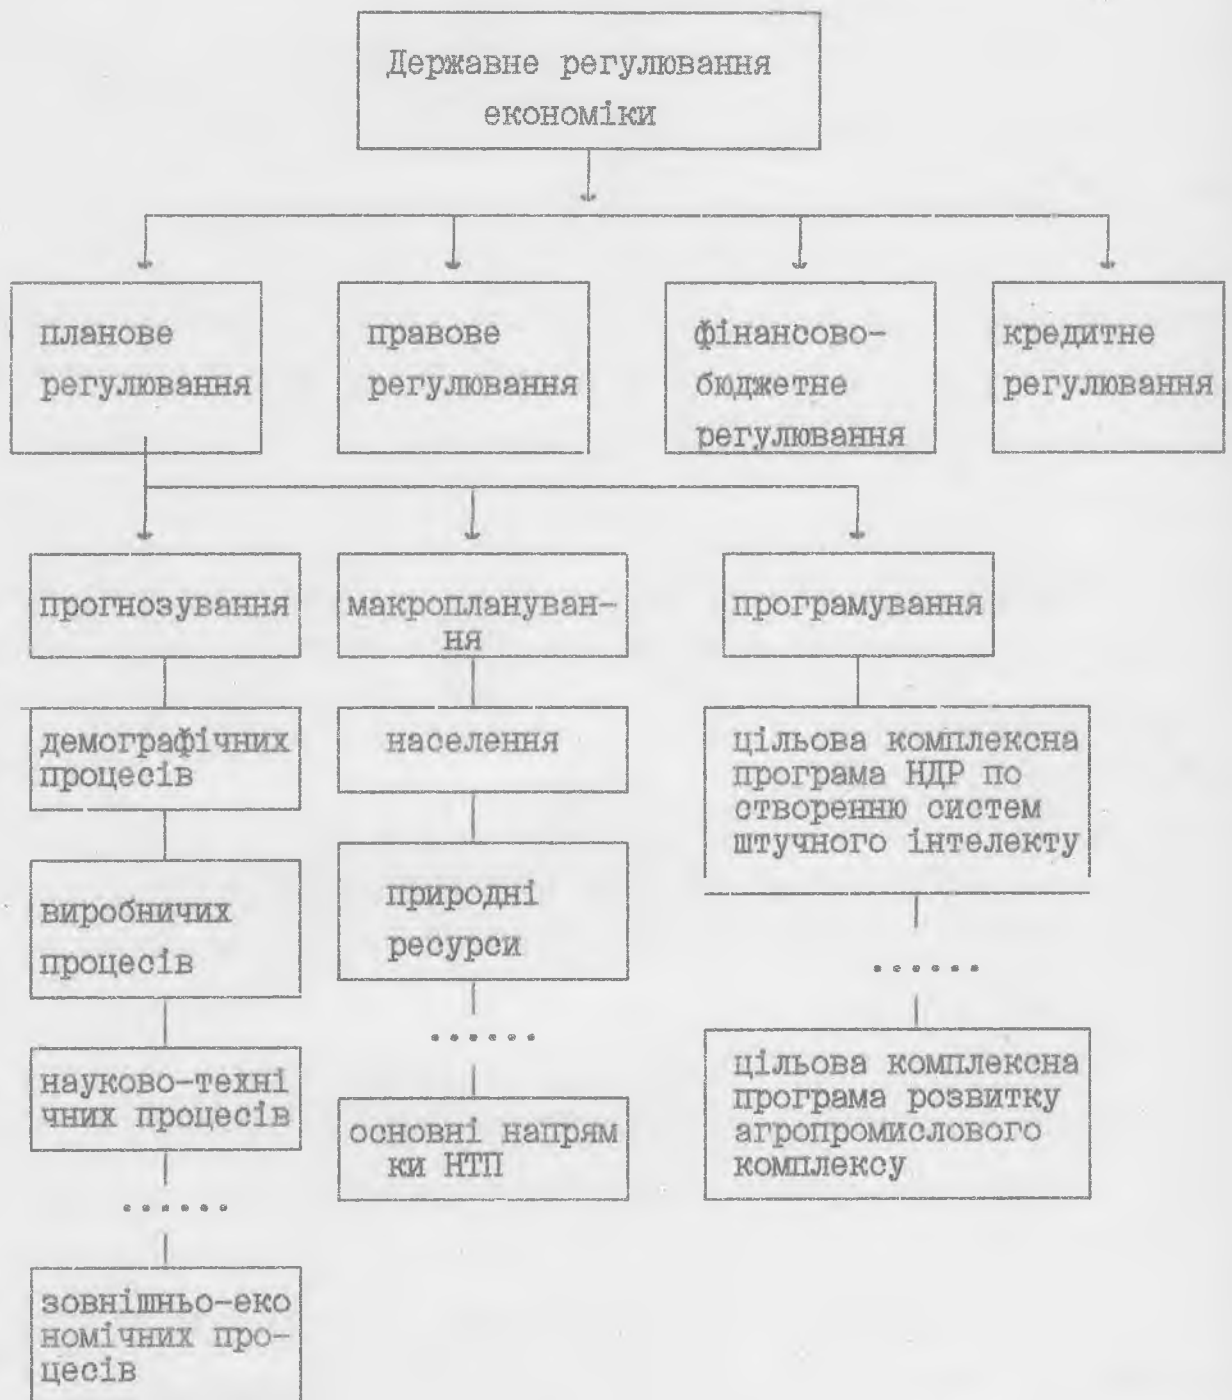 Державне регулювання
економіки
планове
регулювання
правове
регулювання
фінансово-
бюджетне
регулювання
кредитне
регулювання
прогнозування
макроплануван-
ня
програмування
демографічних
процесів
виробничих
процесів
науково-техні
чних процесів
......
зовнішньо-еко
номічних про-
цесів
населення
природні
ресурси
......
основні напрям
ки НТП
цільова комплексна
програма НДР по
створенню систем
штучного інтелекту
......
цільова комплексна
програма розвитку
агропромислового
комплексу